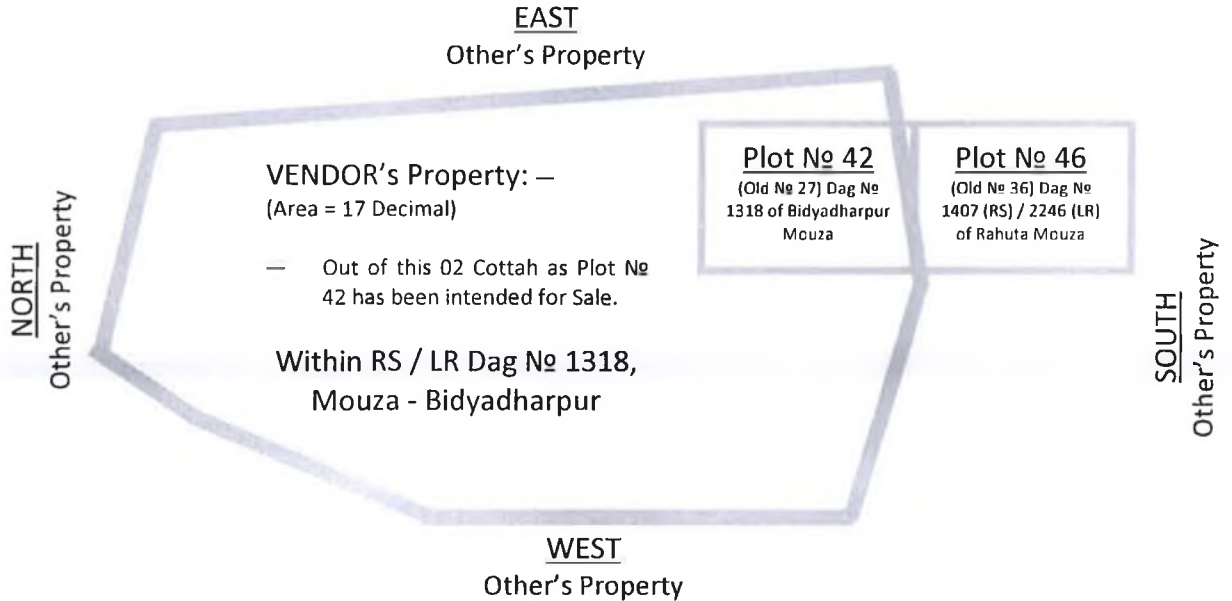 EAST
Other's Property
NORTH
Other's Property
VENDOR's Property: —
(Area = 17 Decimal)
— Out of this 02 Cottah as Plot №
42 has been intended for Sale.
Within RS / LR Dag № 1318,
Mouza - Bidyadharpur
Plot № 42
(Old № 27) Dag №
1318 of Bidyadharpur
Mouza
Plot № 46
(Old № 36) Dag №
1407 (RS) / 2246 (LR)
of Rahuta Mouza
SOUTH
Other's Property
WEST
Other's Property